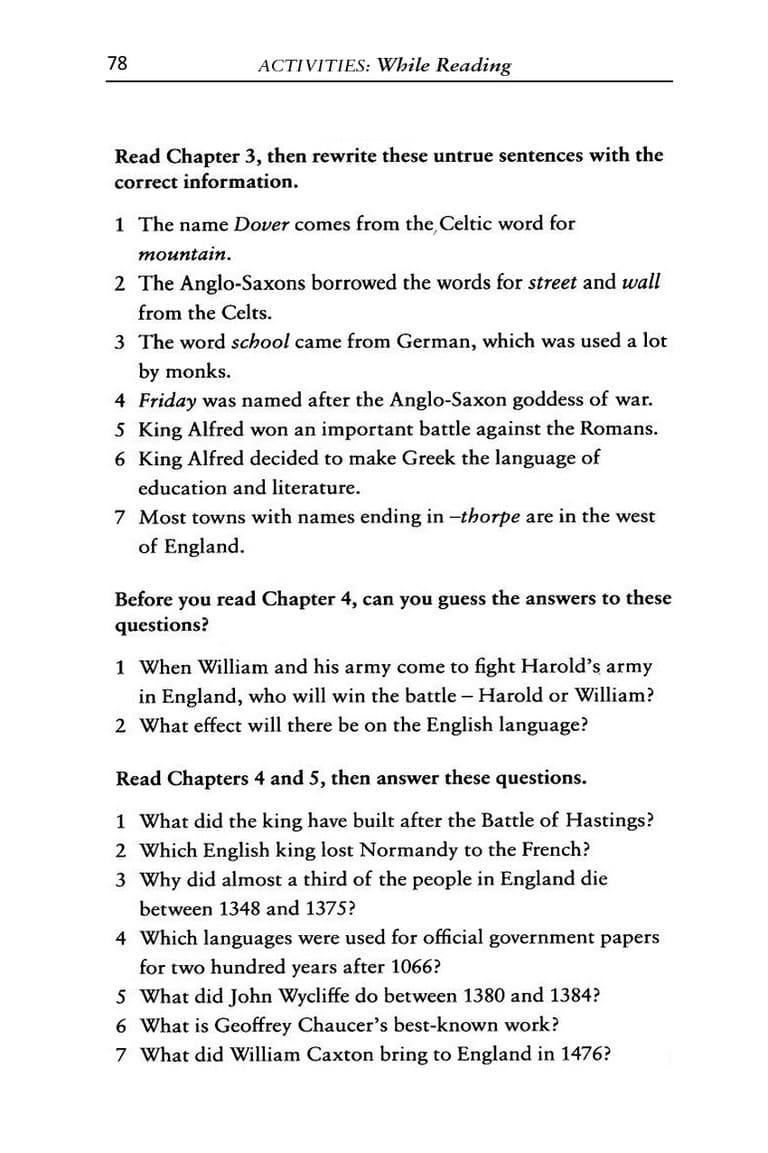 78
ACTIVITIES: While Reading
Read Chapter 3, then rewrite these untrue sentences with the
correct information.
1 The name Dover comes from the Celtic word for
mountain.
2 The Anglo-Saxons borrowed the words for street and wall
from the Celts.
3 The word school came from German, which was used a lot
by monks.
4 Friday was named after the Anglo-Saxon goddess of war.
5 King Alfred won an important battle against the Romans.
6 King Alfred decided to make Greek the language of
education and literature.
7 Most towns with names ending in –thorpe are in the west
of England.
Before you read Chapter 4, can you guess the answers to these
questions?
1 When William and his army come to fight Harold's army
in England, who will win the battle – Harold or William?
2 What effect will there be on the English language?
Read Chapters 4 and 5, then answer these questions.
1 What did the king have built after the Battle of Hastings?
2 Which English king lost Normandy to the French?
3 Why did almost a third of the people in England die
between 1348 and 1375?
4 Which languages were used for official government papers
for two hundred years after 1066?
5 What did John Wycliffe do between 1380 and 1384?
6 What is Geoffrey Chaucer's best-known work?
7 What did William Caxton bring to England in 1476?